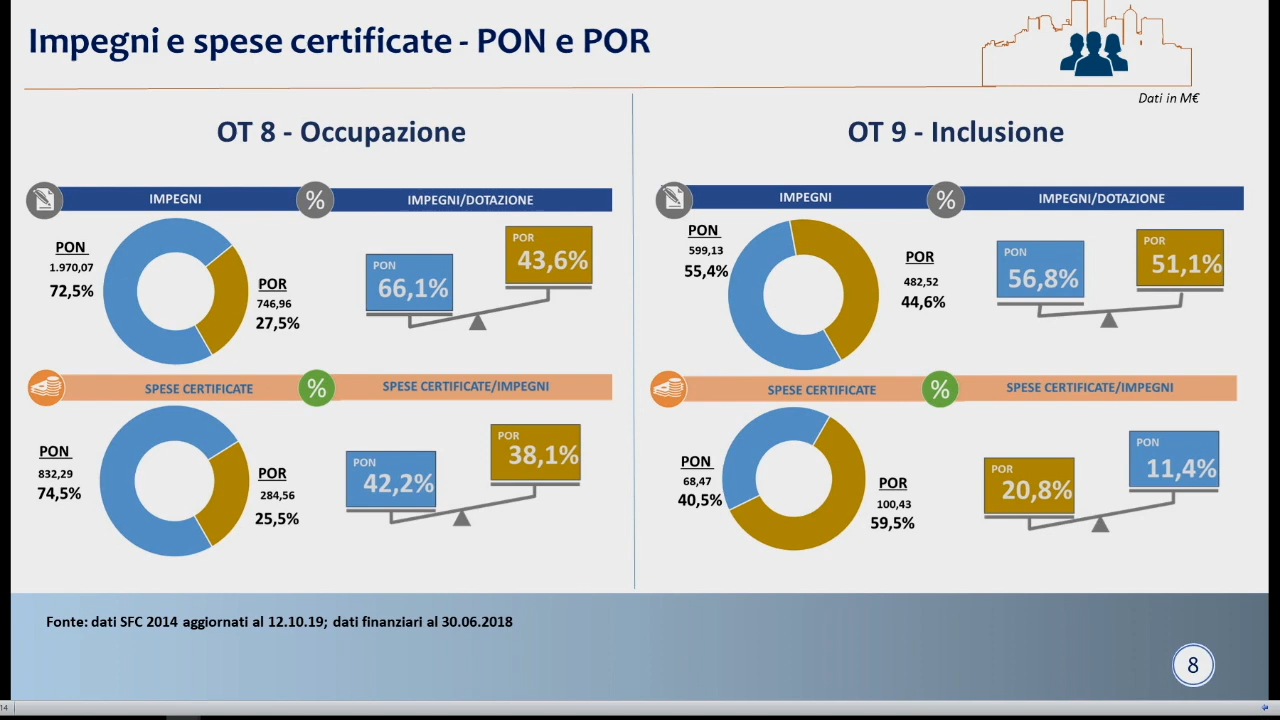 Impegni e spese certificate - PON e POR
Dati in M€
OT 8 - Occupazione
IMPEGNI
%
IMPEGNI/DOTAZIONE
PON
1.970,07
72,5%
POR
746,96
27,5%
PON
66,1%
POR
43,6%
SPESE CERTIFICATE
%
SPESE CERTIFICATE/IMPEGNI
PON
832,29
74,5%
POR
284,56
25,5%
PON
42,2%
POR
38,1%
OT 9 - Inclusione
IMPEGNI
%
IMPEGNI/DOTAZIONE
PON
599,13
55,4%
POR
482,52
44,6%
PON
56,8%
POR
51,1%
SPESE CERTIFICATE
%
SPESE CERTIFICATE/IMPEGNI
PON
68,47
40,5%
POR
100,43
59,5%
POR
20,8%
PON
11,4%
Fonte: dati SFC 2014 aggiornati al 12.10.19; dati finanziari al 30.06.2018
8
14